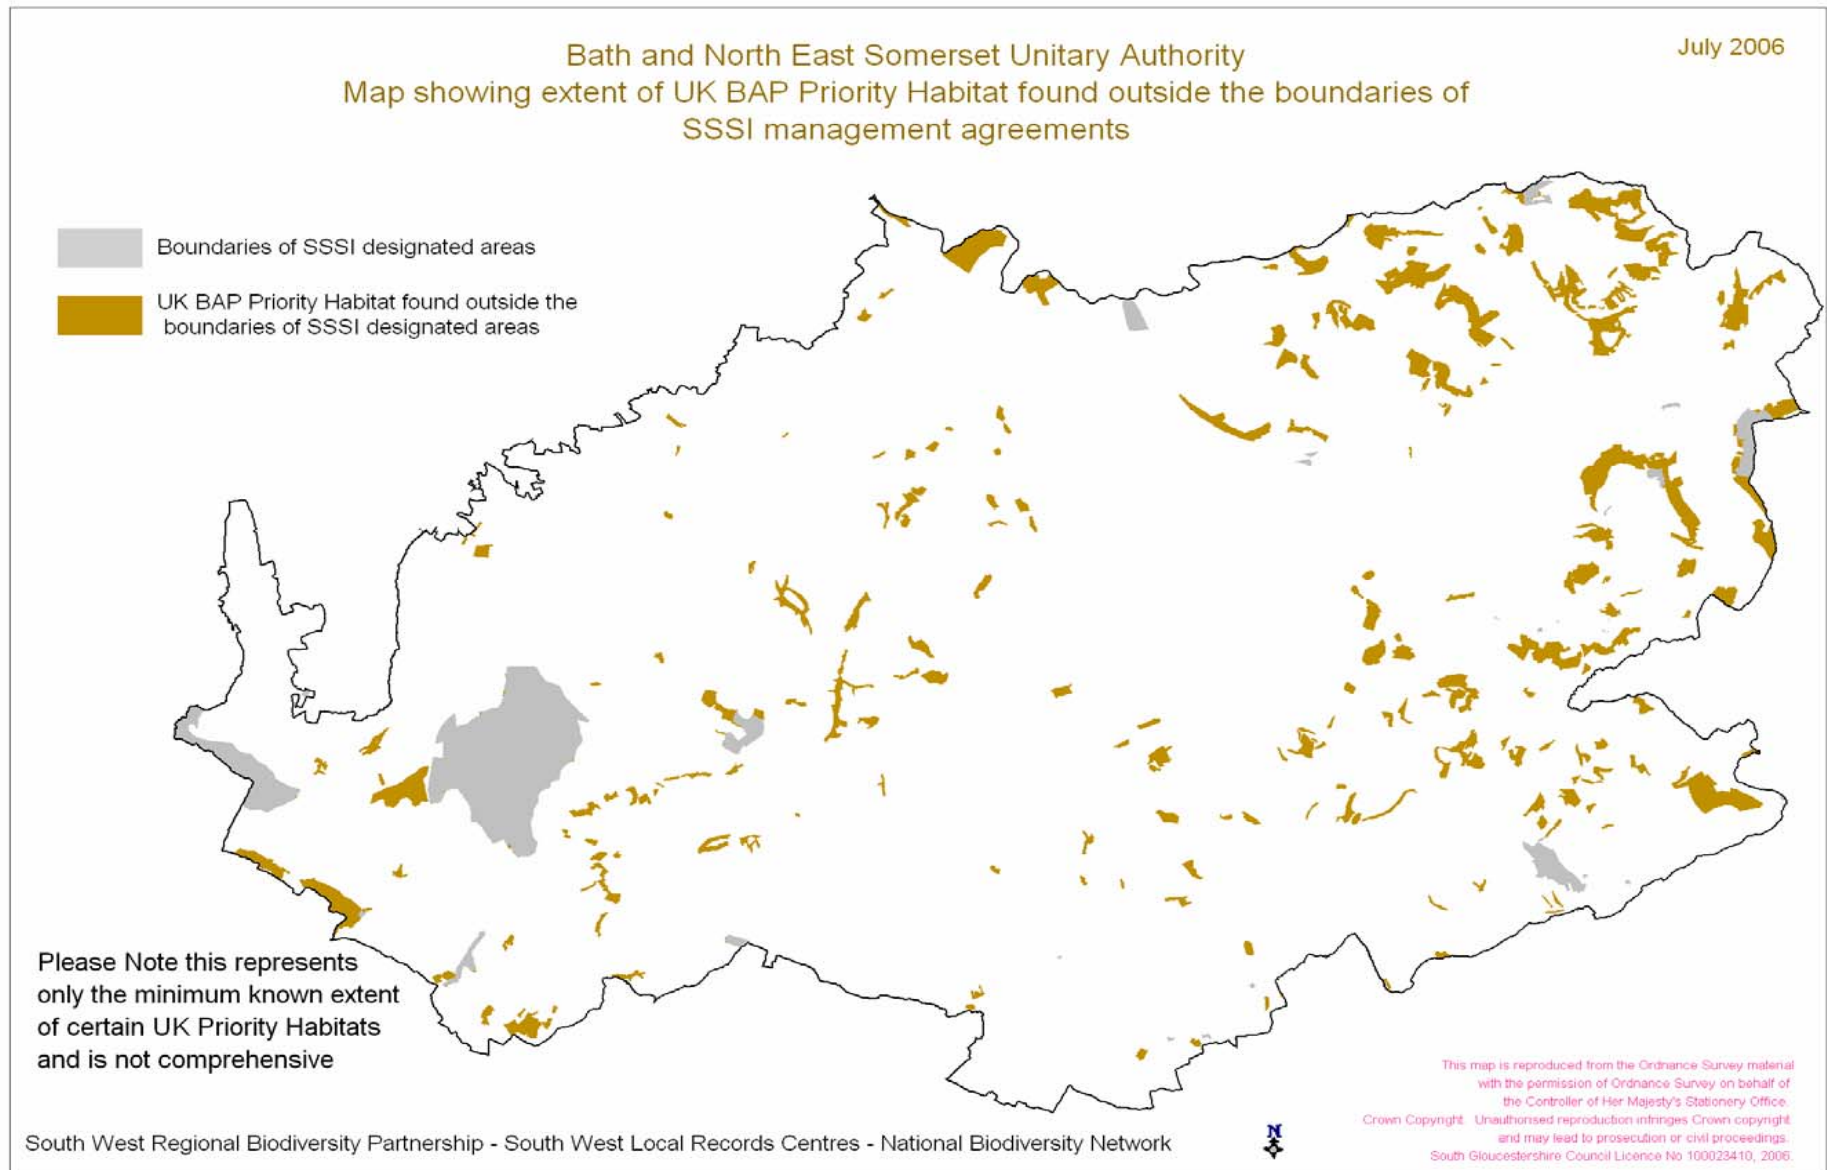 Bath and North East Somerset Unitary Authority
Map showing extent of UK BAP Priority Habitat found outside the boundaries of
SSSI management agreements
July 2006
Boundaries of SSSI designated areas
UK BAP Priority Habitat found outside the
boundaries of SSSI designated areas
Please Note this represents
only the minimum known extent
of certain UK Priority Habitats
and is not comprehensive
South West Regional Biodiversity Partnership - South West Local Records Centres - National Biodiversity Network
N
This map is reproduced from the Ordnance Survey material
with the permission of Ordnance Survey on behalf of
the Controller of Her Majesty's Stationery Office.
Crown Copyright. Unauthorised reproduction infringes Crown copyright
and may lead to prosecution or civil proceedings.
South Gloucestershire Council Licence No 100023410, 2006.